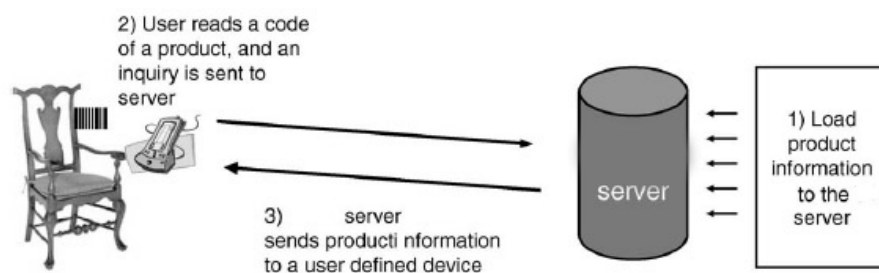 2) User reads a code
of a product, and an
inquiry is sent to
server
server
1) Load
product
information
to the
server
3) server
sends producti nformation
to a user defined device